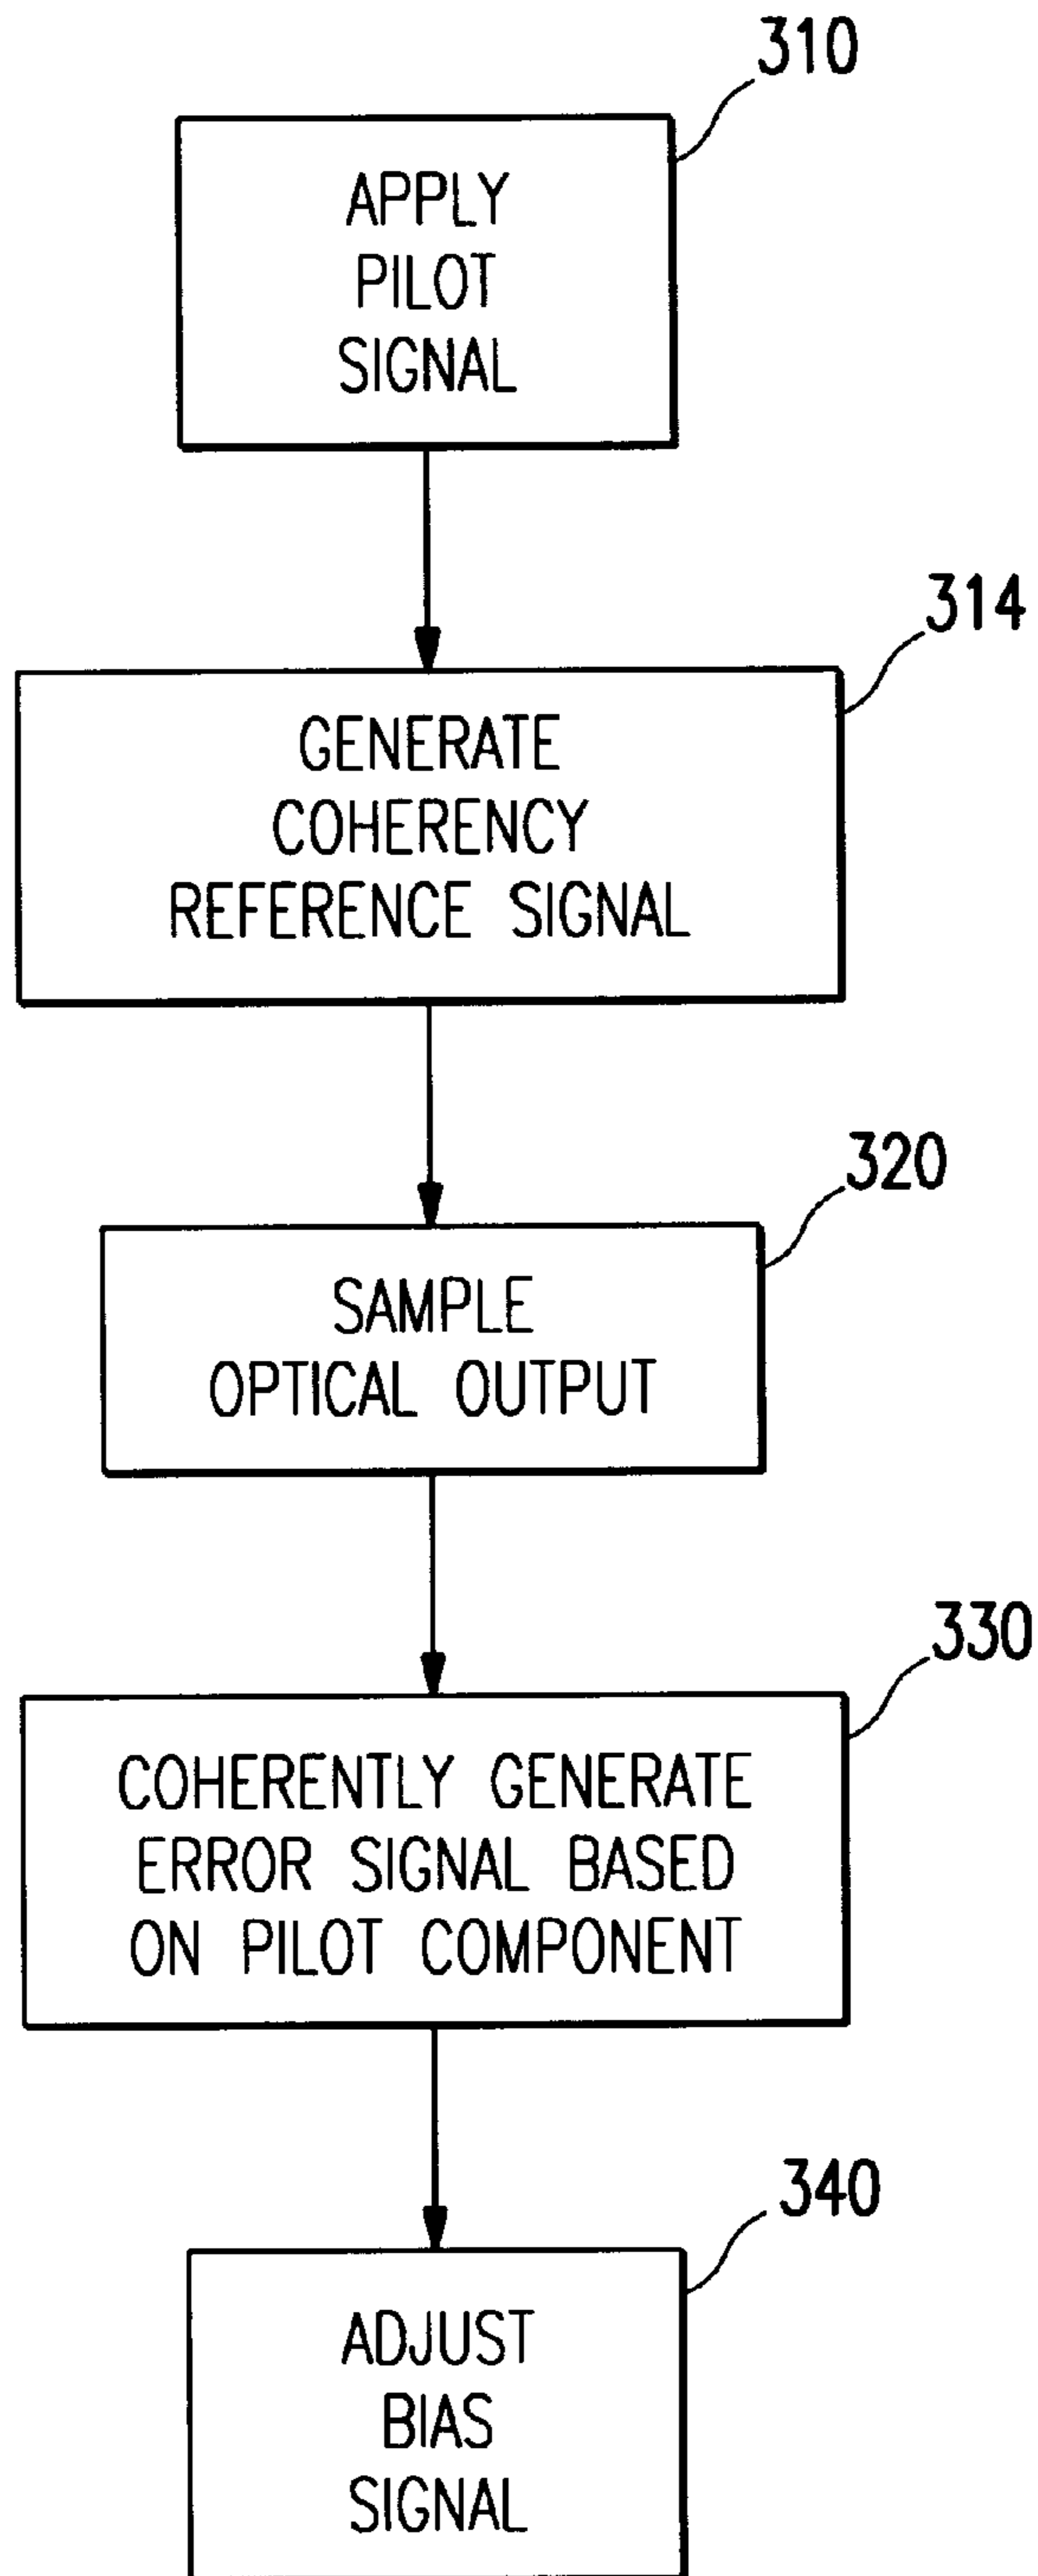 310
APPLY
PILOT
SIGNAL
314
GENERATE
COHERENCY
REFERENCE SIGNAL
320
SAMPLE
OPTICAL OUTPUT
330
COHERENTLY GENERATE
ERROR SIGNAL BASED
ON PILOT COMPONENT
340
ADJUST
BIAS
SIGNAL